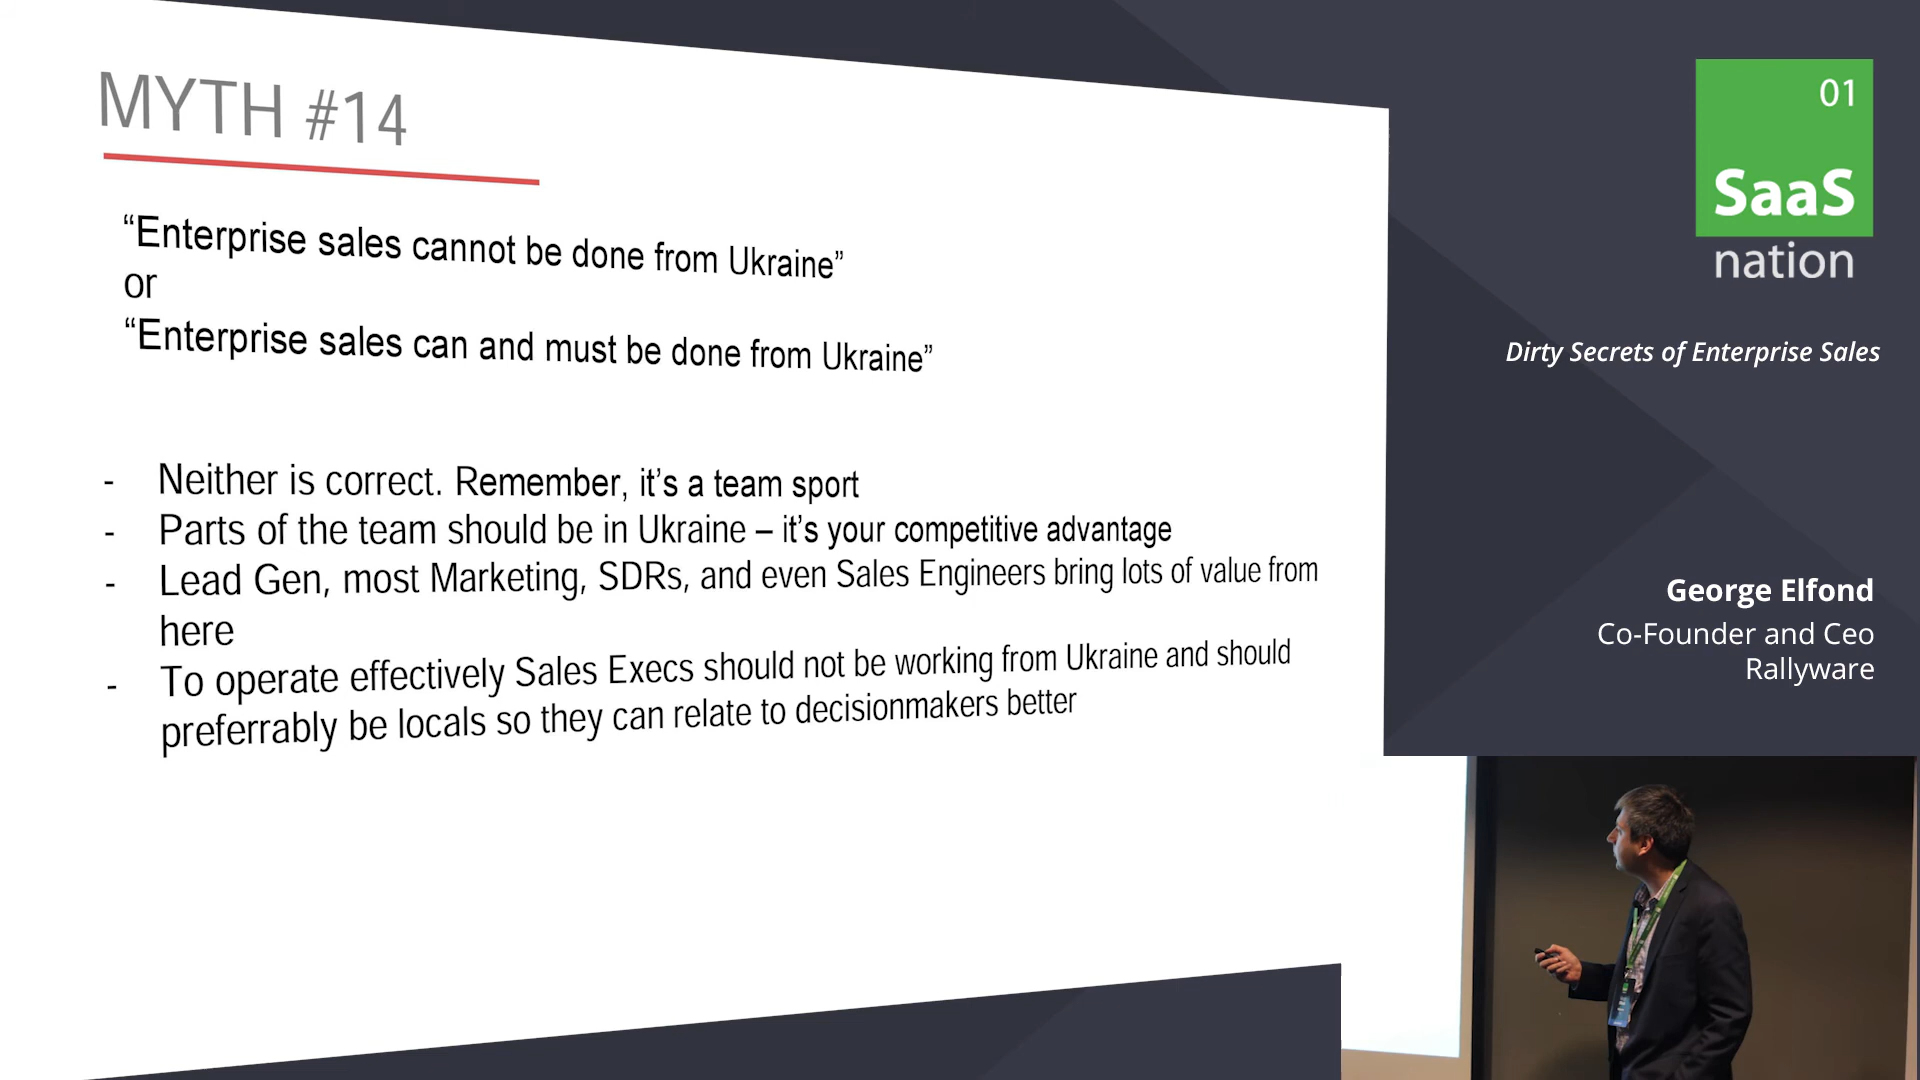 MYTH #14
“Enterprise sales cannot be done from Ukraine”
or
“Enterprise sales can and must be done from Ukraine”
- Neither is correct. Remember, it’s a team sport
- Parts of the team should be in Ukraine – it’s your competitive advantage
- Lead Gen, most Marketing, SDRs, and even Sales Engineers bring lots of value from
here
- To operate effectively Sales Execs should not be working from Ukraine and should
preferrably be locals so they can relate to decisionmakers better
01
SaaS
nation
Dirty Secrets of Enterprise Sales
George Elfond
Co-Founder and Ceo
Rallyware